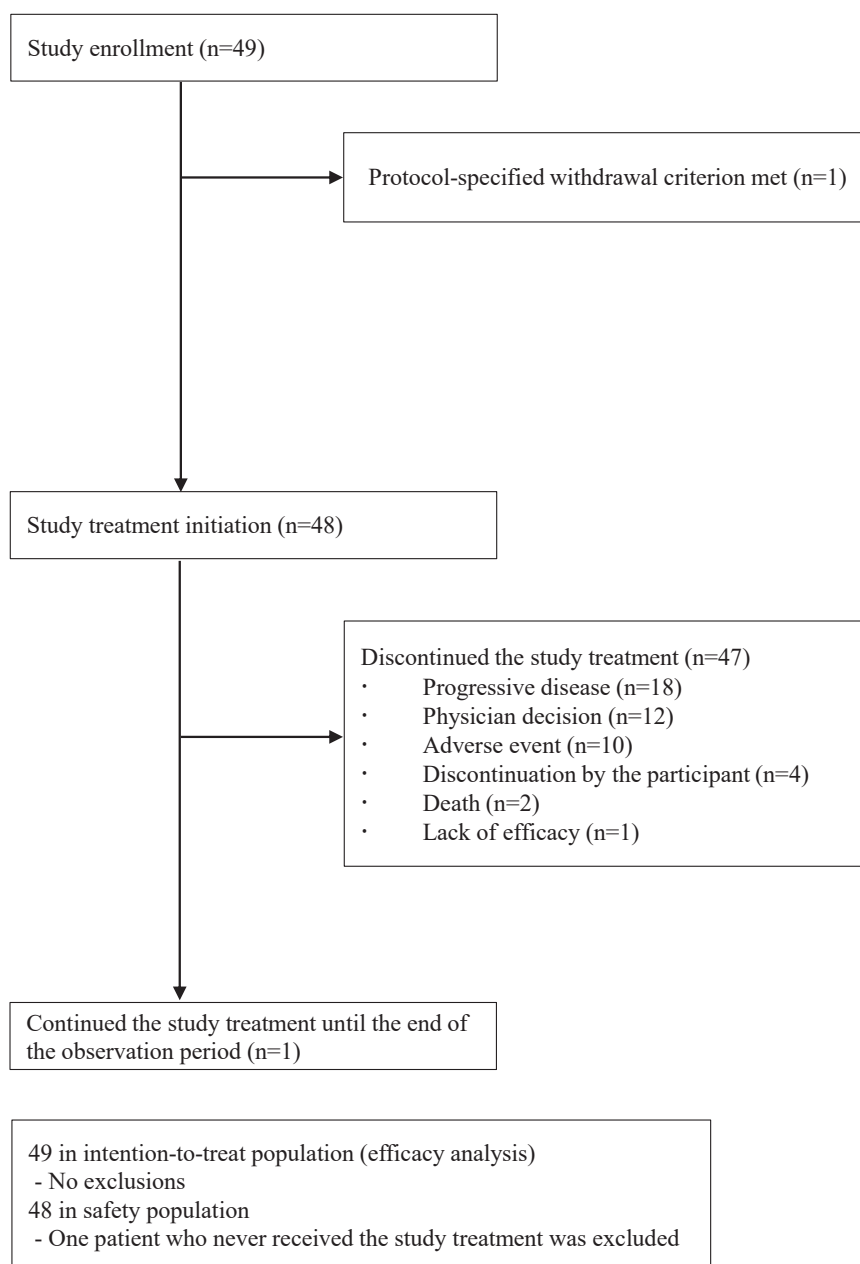 Study enrollment (n=49)
Protocol-specified withdrawal criterion met (n=1)
Study treatment initiation (n=48)
Discontinued the study treatment (n=47)
· Progressive disease (n=18)
· Physician decision (n=12)
· Adverse event (n=10)
· Discontinuation by the participant (n=4)
· Death (n=2)
· Lack of efficacy (n=1)
Continued the study treatment until the end of
the observation period (n=1)
49 in intention-to-treat population (efficacy analysis)
- No exclusions
48 in safety population
- One patient who never received the study treatment was excluded